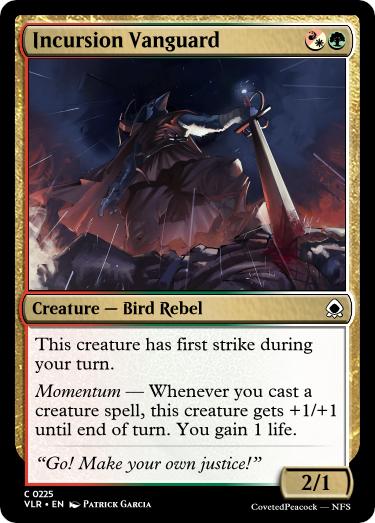 Incursion Vanguard
Creature — Bird Rebel
This creature has first strike during
your turn.
Momentum — Whenever you cast a
creature spell, this creature gets +1/+1
until end of turn. You gain 1 life.
“Go! Make your own justice!”
2/1
C 0225
VLR • EN Patrick Garcia
CovetedPeacock — NFS